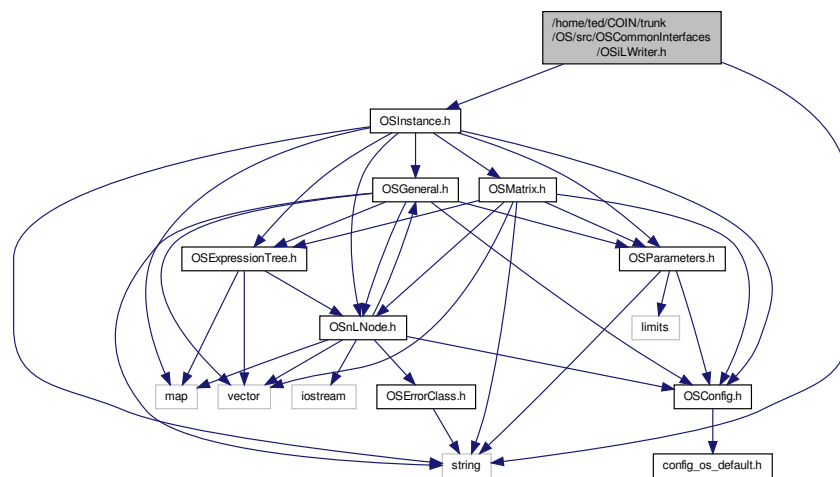 /home/ted/COIN/trunk
/OS/src/OSCommonInterfaces
/OSiLWriter.h
OSInstance.h
OSGeneral.h
OSMatrix.h
OSExpressionTree.h
OSParameters.h
OSnLNode.h
limits
map
vector
iostream
OSErrorClass.h
OSConfig.h
string
config_os_default.h